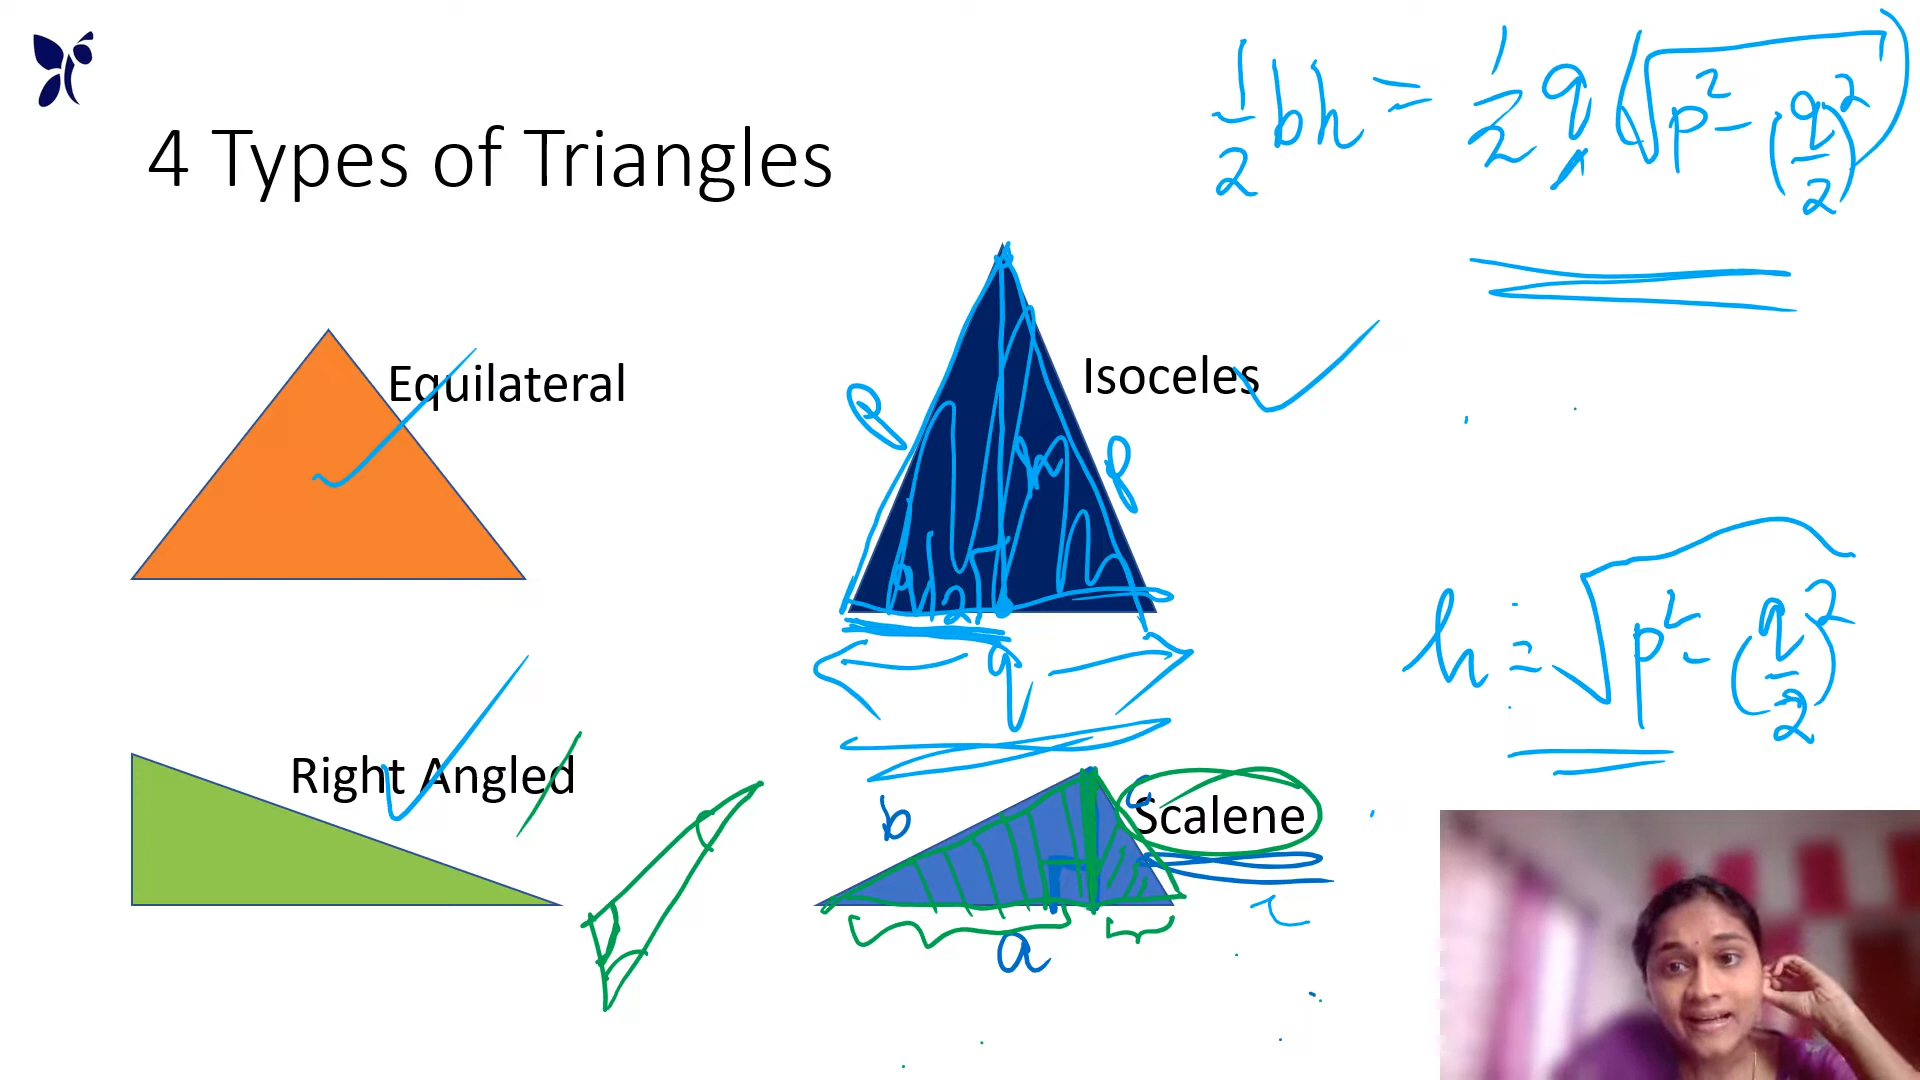 4 Types of Triangles
1/2 bh = 1/2 q (√(p² - (q/2)²))
Equilateral
Isoceles
p
p
h
q/2
q
h = √(p² - (q/2)²)
Right Angled
Scalene
b
c
a